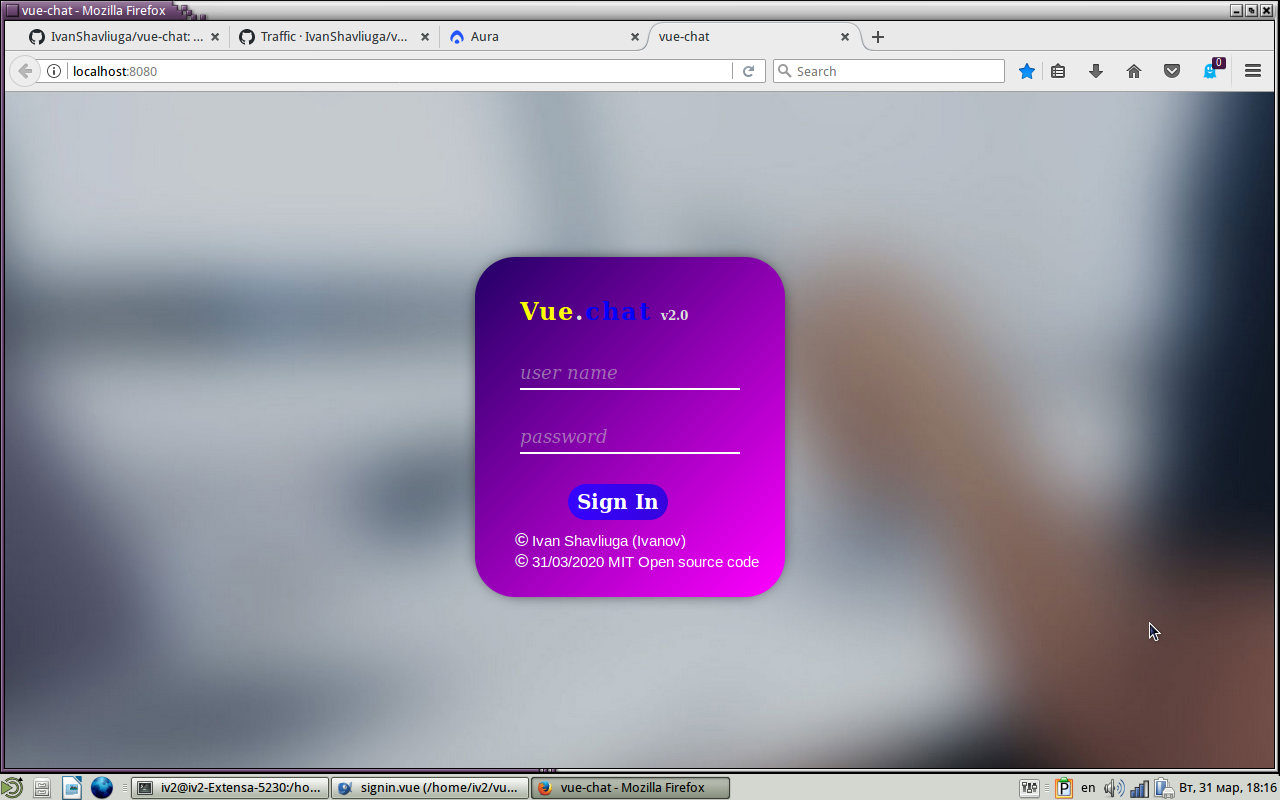 vue-chat - Mozilla Firefox
IvanShavliuga/vue-chat: ...
Traffic · IvanShavliuga/v...
Aura
vue-chat
localhost:8080
Search
0
Vue.chat v2.0
user name
password
Sign In
© Ivan Shavliuga (Ivanov)
© 31/03/2020 MIT Open source code
iv2@iv2-Extensa-5230:/ho...
signin.vue (/home/iv2/vu...
vue-chat - Mozilla Firefox
en
Вт, 31 мар, 18:16